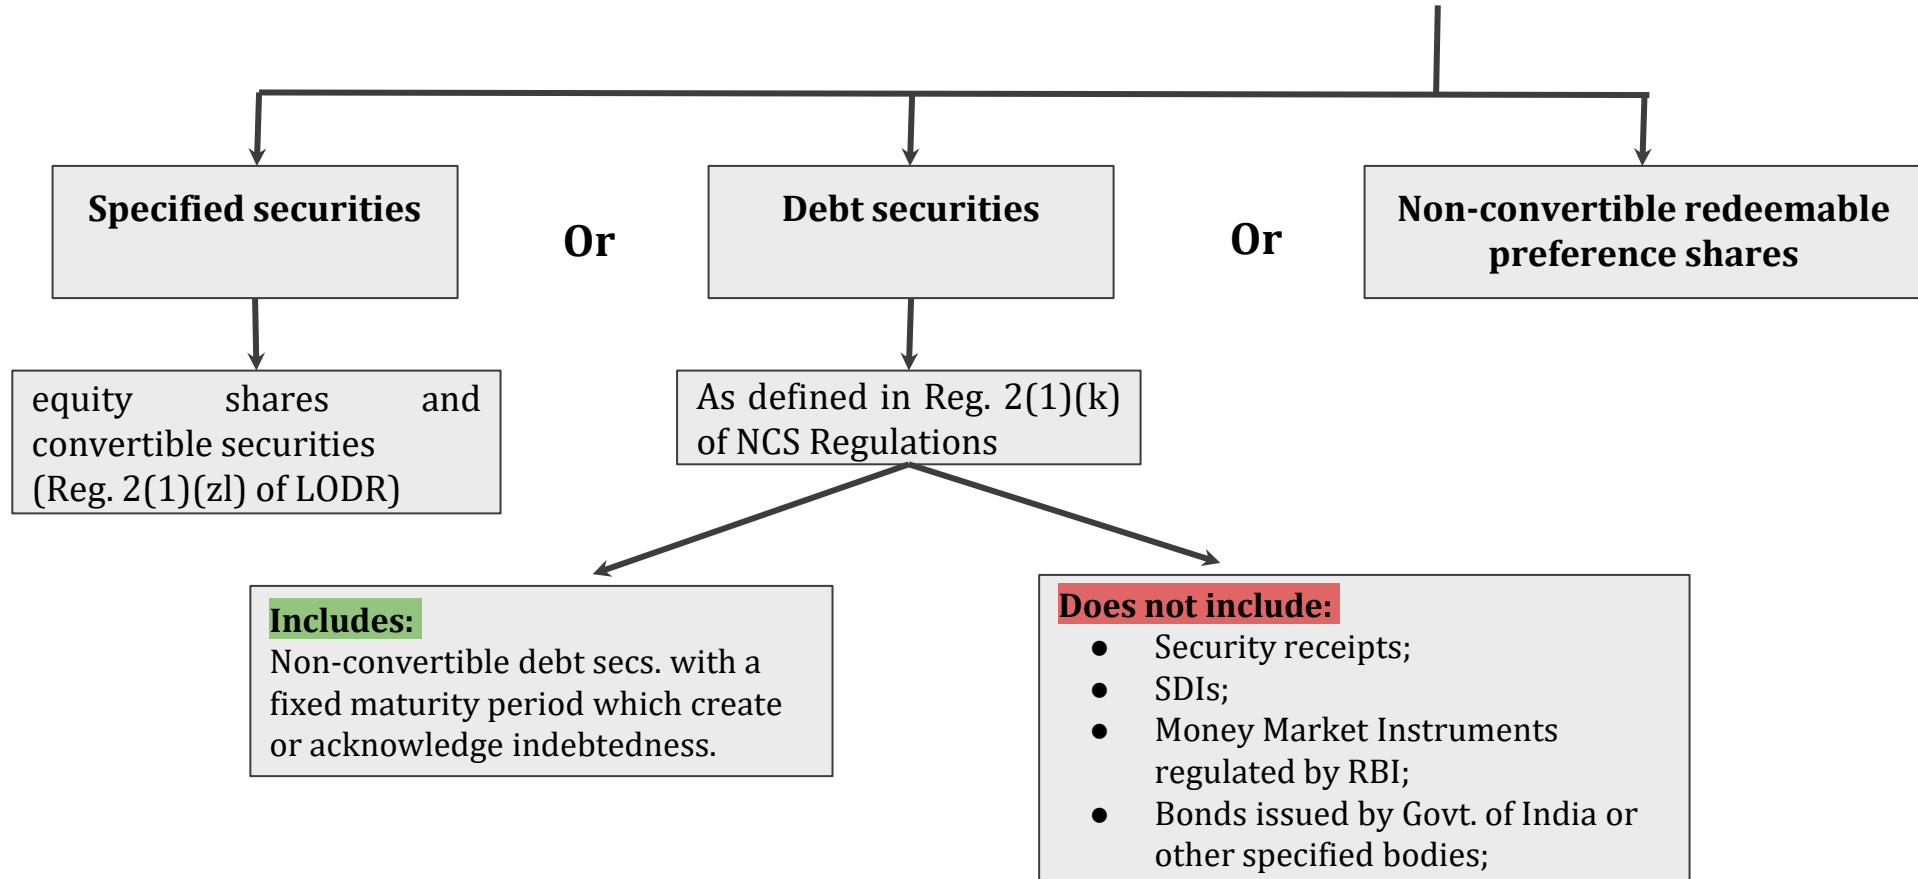 Specified securities
Or
Debt securities
Or
Non-convertible redeemable
preference shares
equity shares and
convertible securities
(Reg. 2(1)(zl) of LODR)
As defined in Reg. 2(1)(k)
of NCS Regulations
Includes:
Non-convertible debt secs. with a
fixed maturity period which create
or acknowledge indebtedness.
Does not include:
● Security receipts;
● SDIs;
● Money Market Instruments
regulated by RBI;
● Bonds issued by Govt. of India or
other specified bodies;